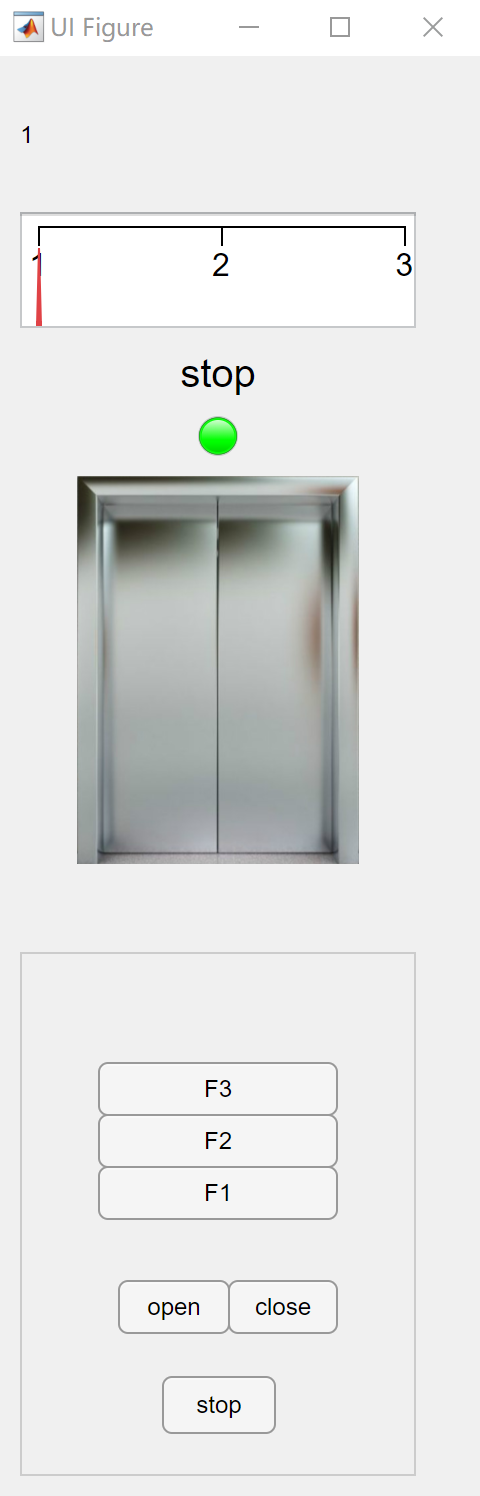 UI Figure
1
1 2 3
stop
F3
F2
F1
open close
stop